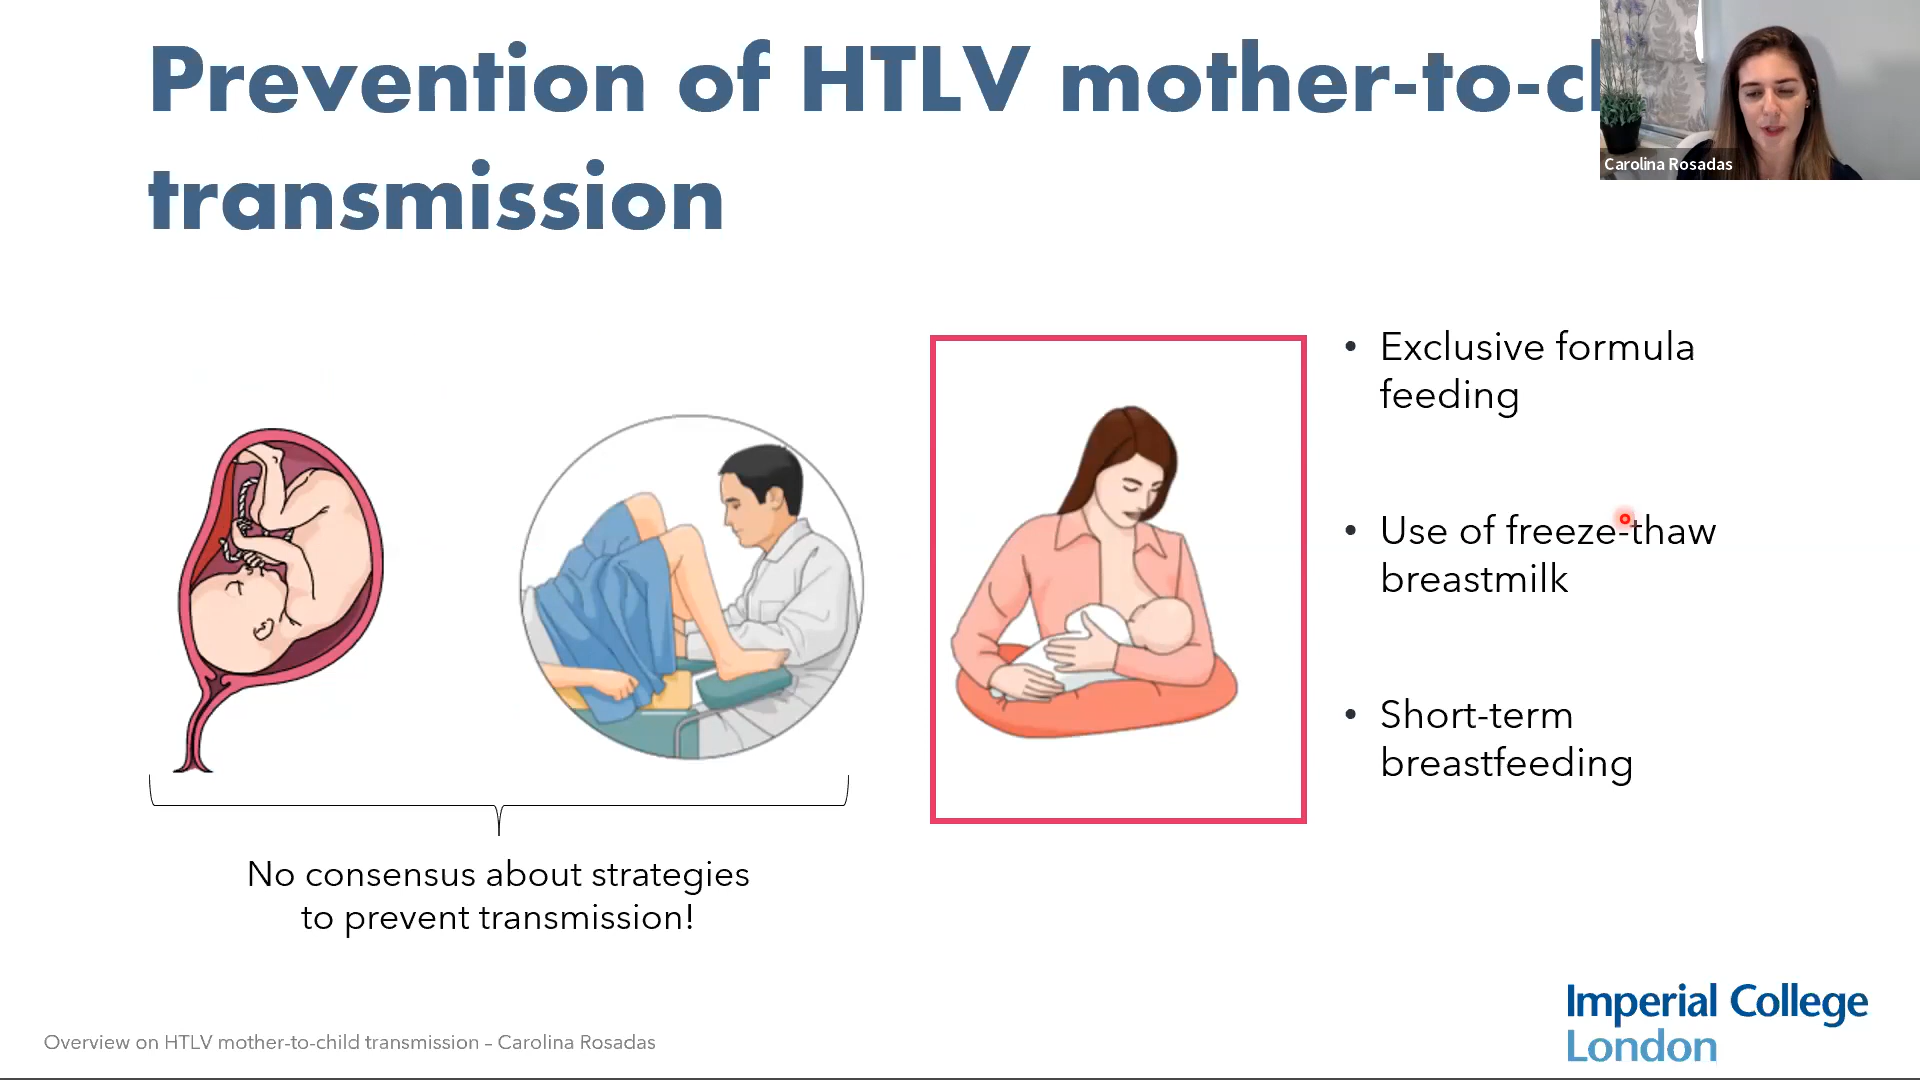 Prevention of HTLV mother-to-c
transmission
Carolina Rosadas
• Exclusive formula
feeding
• Use of freeze-thaw
breastmilk
• Short-term
breastfeeding
No consensus about strategies
to prevent transmission!
Overview on HTLV mother-to-child transmission – Carolina Rosadas
Imperial College
London